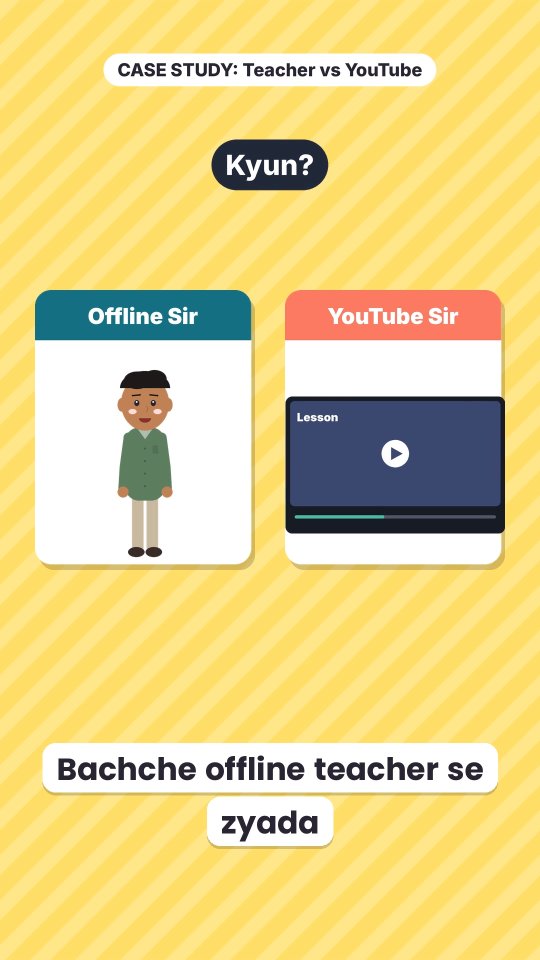 CASE STUDY: Teacher vs YouTube
Kyun?
Offline Sir
YouTube Sir
Lesson
Bachche offline teacher se
zyada